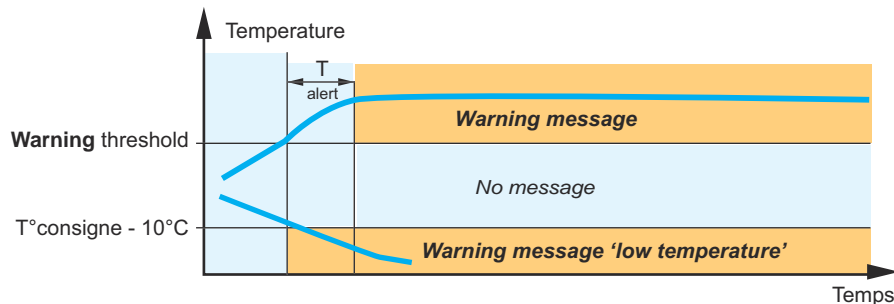 Temperature
T
alert
Warning message
Warning threshold
No message
T°consigne - 10°C
Warning message ‘low temperature’
Temps